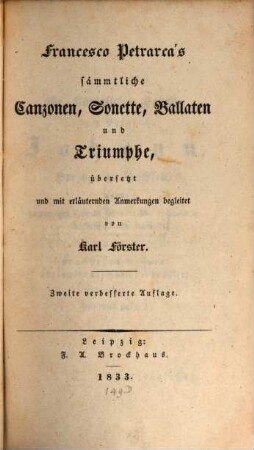 Francesco Petrarca's
sämmtliche
Canzonen, Sonette, Ballaten
und
Triumphe,
übersetzt
und mit erläuternden Anmerkungen begleitet
von
Karl Förster.
Zweite verbesserte Auflage.
Leipzig:
F. A. Brockhaus.
1833.